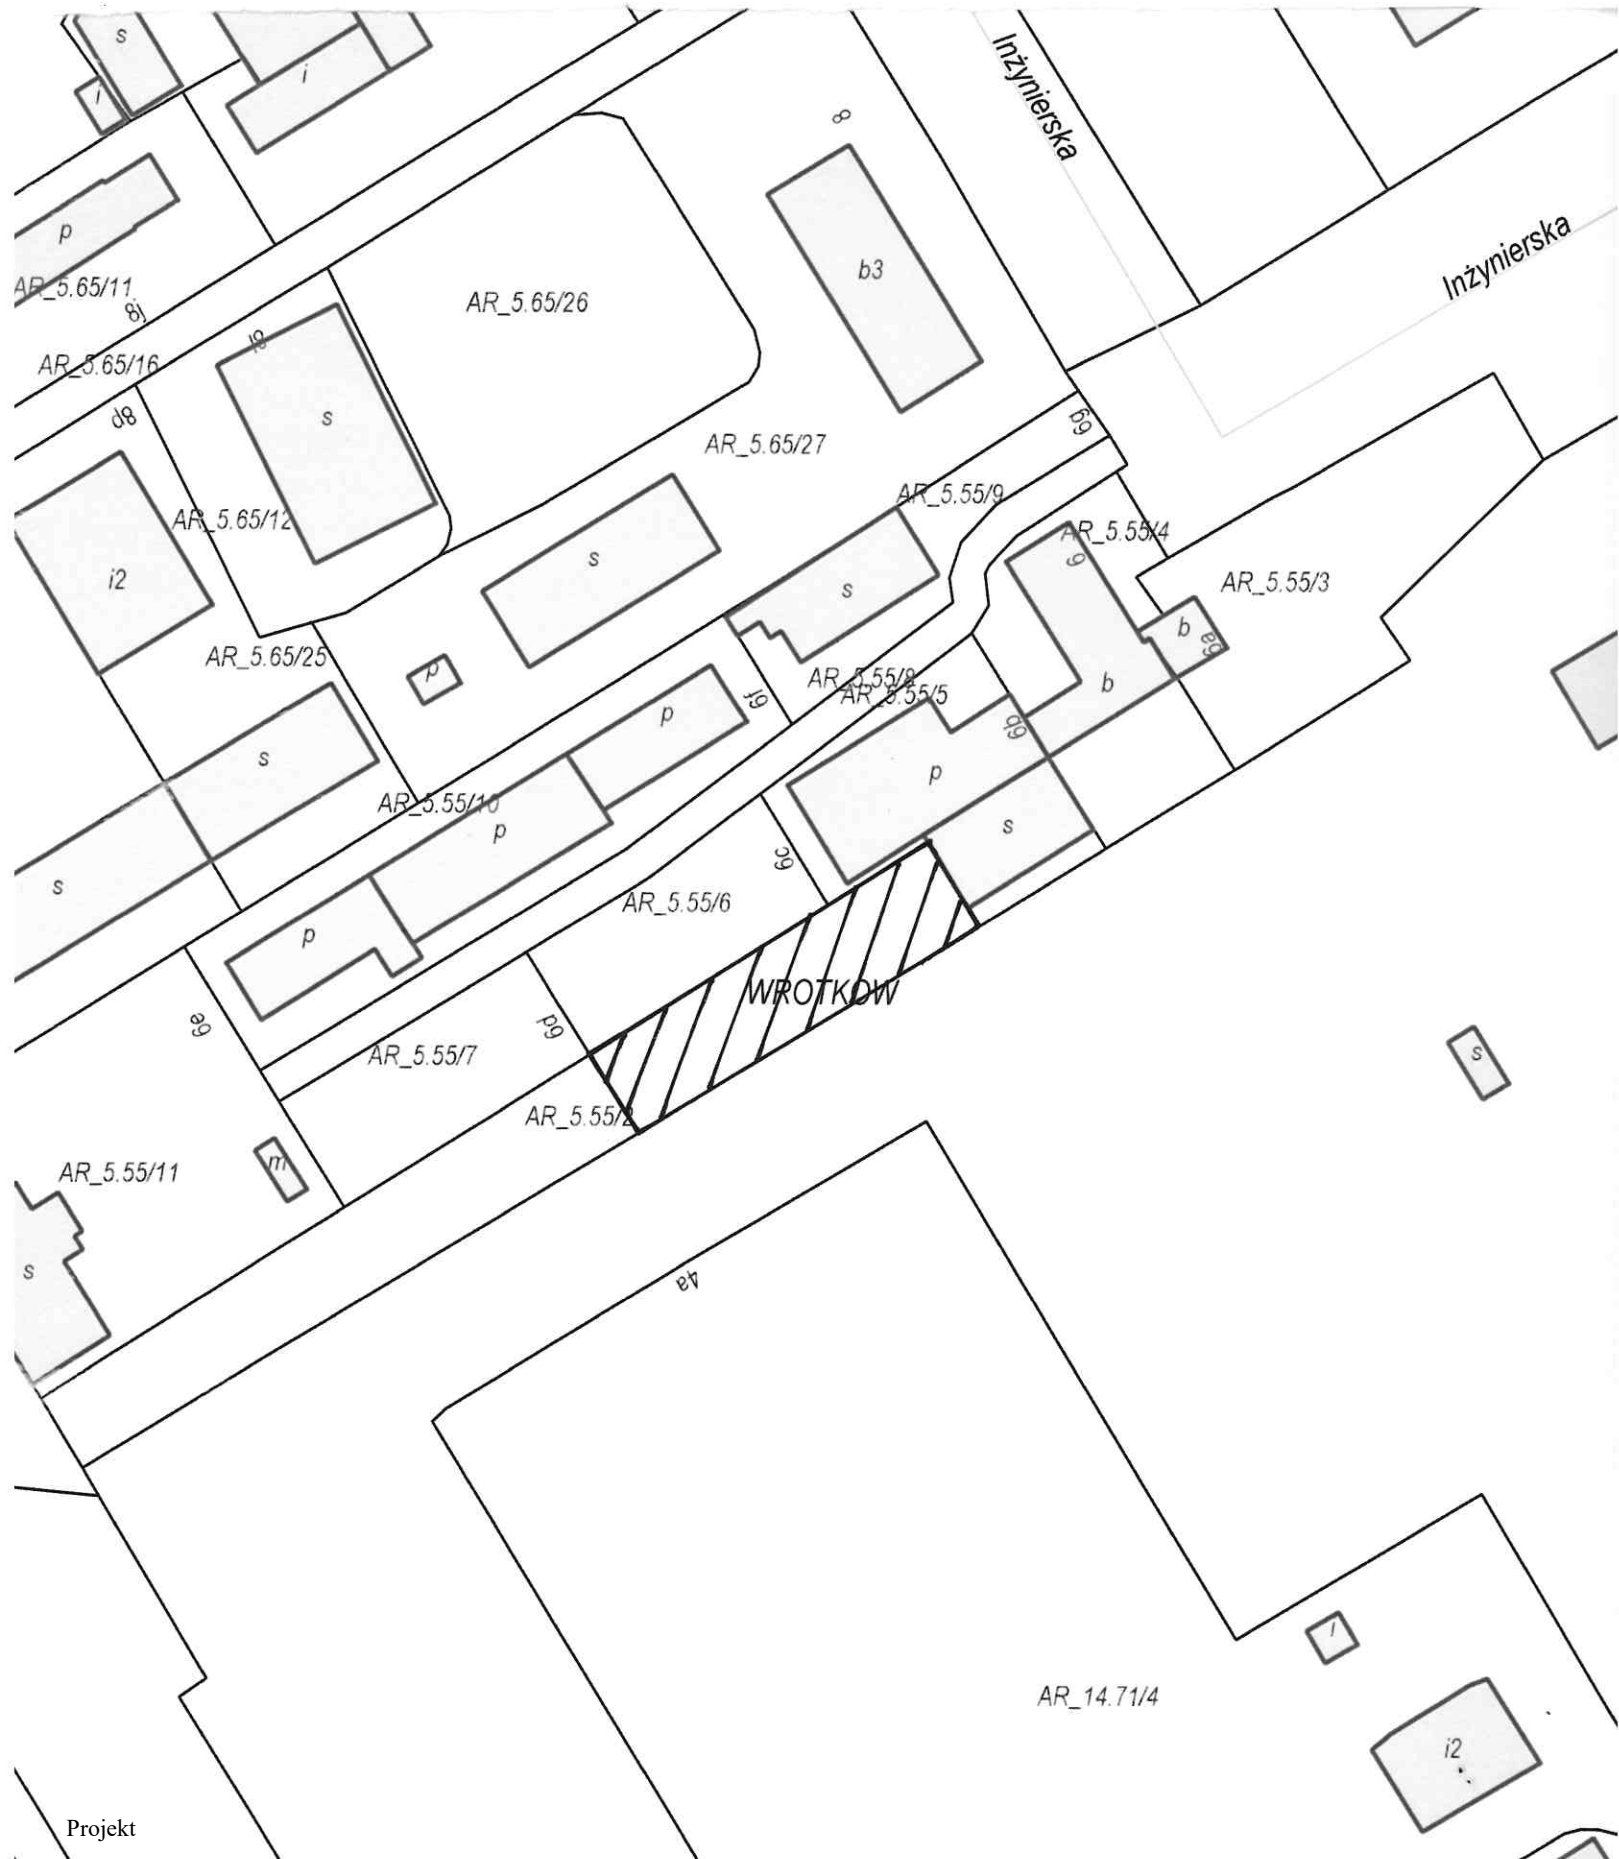 s
i
i
Inżynierska
8
p
b3
Inżynierska
AR_5.65/11
8j
AR_5.65/26
8l
AR_5.65/16
s
8p
6g
AR_5.65/27
AR_5.55/9
AR_5.65/12
AR_5.55/4
6
s
i2
s
AR_5.55/3
b
6a
AR_5.65/25
p
AR_5.55/8
AR_5.55/5
b
6f
p
6b
s
p
AR_5.55/10
p
s
6c
s
AR_5.55/6
p
WROTKÓW
6e
6d
AR_5.55/7
s
AR_5.55/2
m
AR_5.55/11
s
4a
i
AR_14.71/4
i2
Projekt